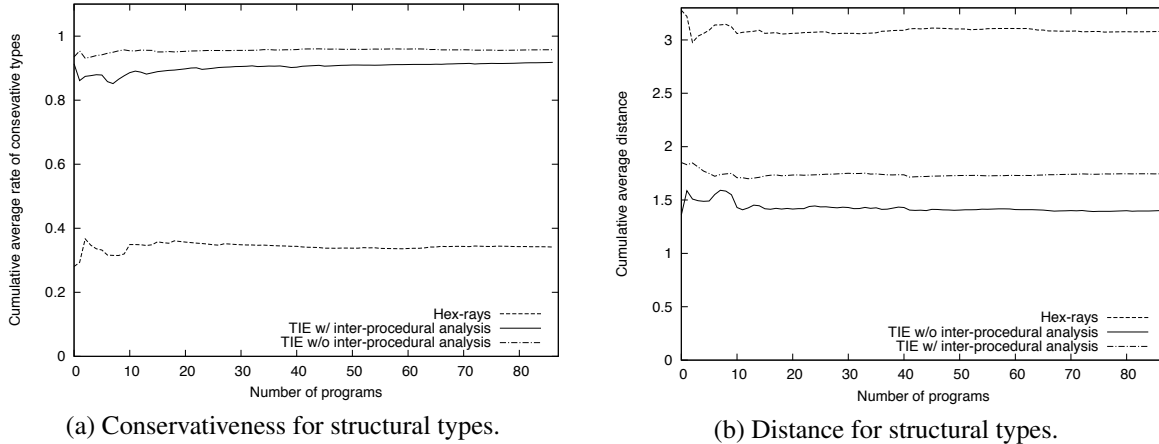 1
0.8
0.6
0.4
0.2
0
0 10 20 30 40 50 60 70 80
Cumulative average rate of consevative types
Number of programs
Hex-rays
TIE w/ inter-procedural analysis
TIE w/o inter-procedural analysis
(a) Conservativeness for structural types.
3
2.5
2
1.5
1
0.5
0
0 10 20 30 40 50 60 70 80
Cumulative average distance
Number of programs
Hex-rays
TIE w/o inter-procedural analysis
TIE w/ inter-procedural analysis
(b) Distance for structural types.